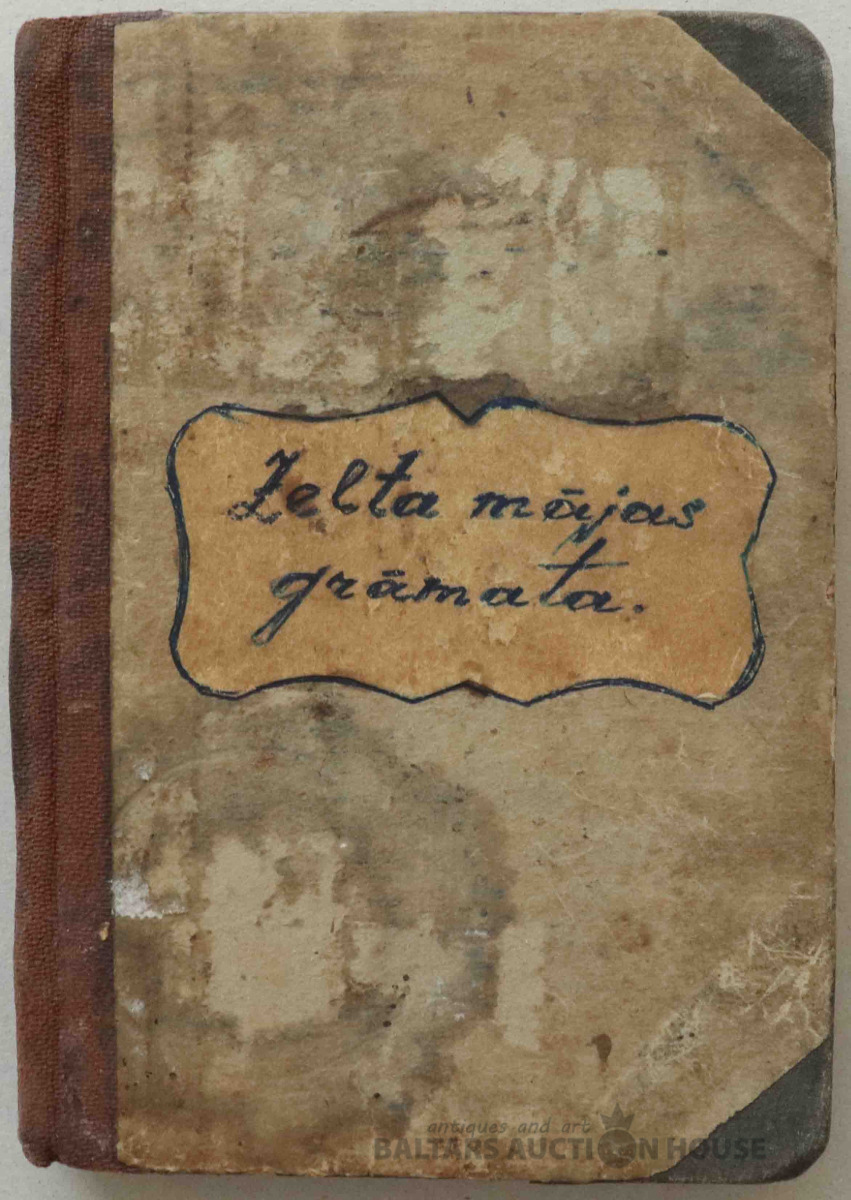 Zelta mājas
grāmata.
antiques and art
BALTARS AUCTION HOUSE